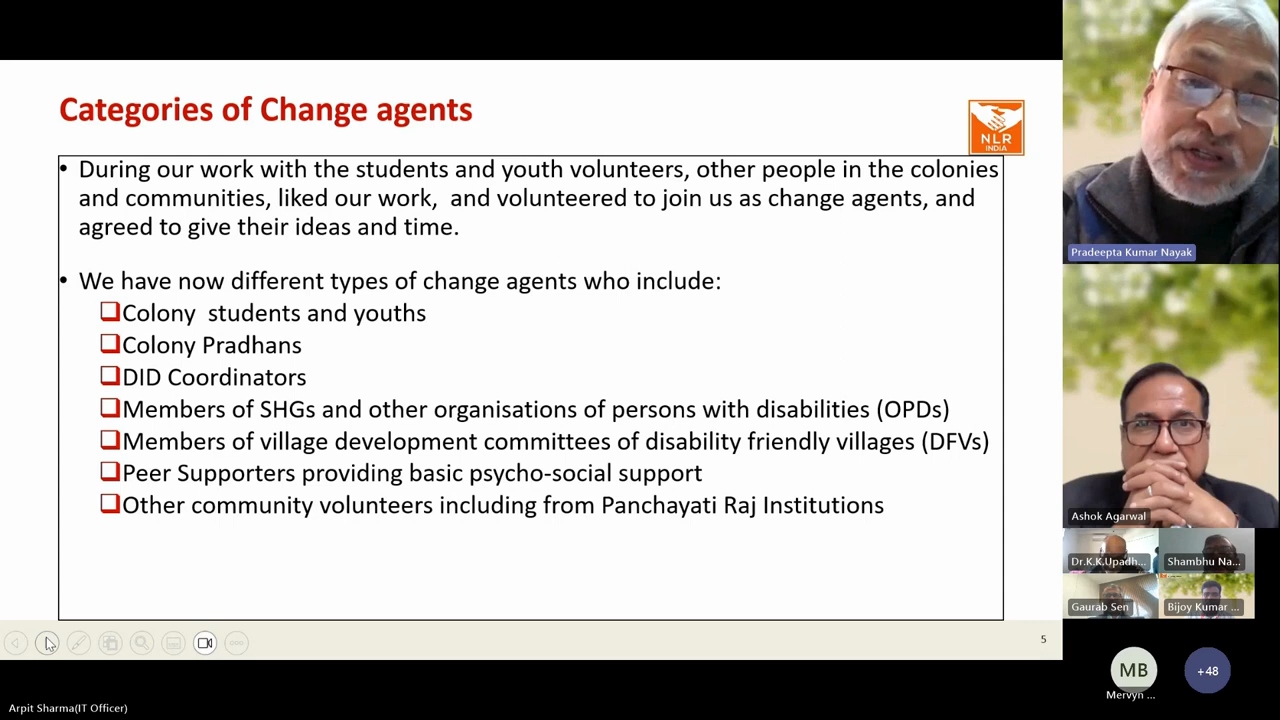 Categories of Change agents
NLR
INDIA
• During our work with the students and youth volunteers, other people in the colonies
and communities, liked our work, and volunteered to join us as change agents, and
agreed to give their ideas and time.
• We have now different types of change agents who include:
❑Colony students and youths
❑Colony Pradhans
❑DID Coordinators
❑Members of SHGs and other organisations of persons with disabilities (OPDs)
❑Members of village development committees of disability friendly villages (DFVs)
❑Peer Supporters providing basic psycho-social support
❑Other community volunteers including from Panchayati Raj Institutions
5
Arpit Sharma(IT Officer)
Pradeepta Kumar Nayak
Ashok Agarwal
Dr.K.K.Upadh...
Shambhu Na...
Gaurab Sen
Bijoy Kumar ...
MB
+48
Mervyn ...